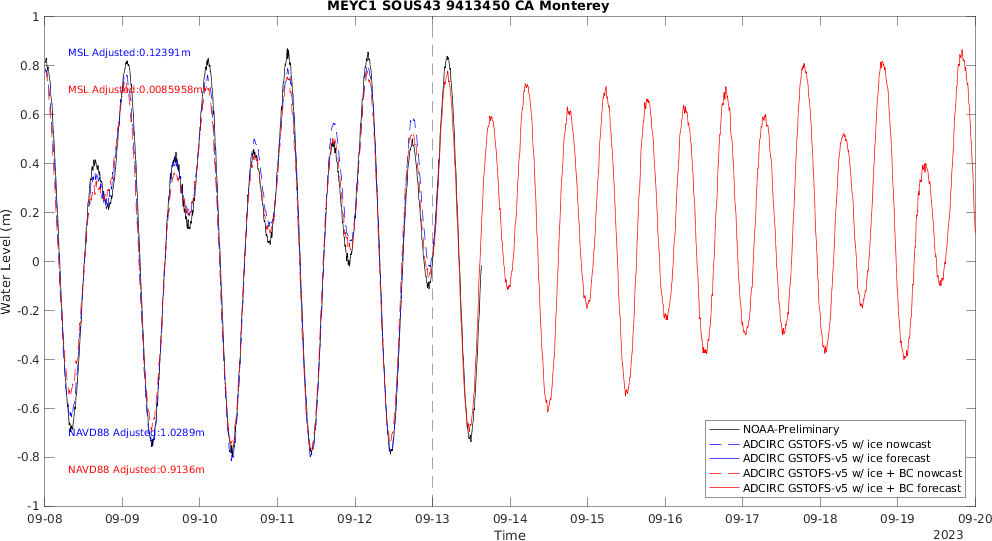 MEYC1 SOUS43 9413450 CA Monterey
1
0.8
0.6
0.4
0.2
0
-0.2
-0.4
-0.6
-0.8
-1
Water Level (m)
MSL Adjusted:0.12391m
MSL Adjusted:0.0085958m
NAVD88 Adjusted:1.0289m
NAVD88 Adjusted:0.9136m
NOAA-Preliminary
ADCIRC GSTOFS-v5 w/ ice nowcast
ADCIRC GSTOFS-v5 w/ ice forecast
ADCIRC GSTOFS-v5 w/ ice + BC nowcast
ADCIRC GSTOFS-v5 w/ ice + BC forecast
09-08 09-09 09-10 09-11 09-12 09-13 09-14 09-15 09-16 09-17 09-18 09-19 09-20
Time
2023